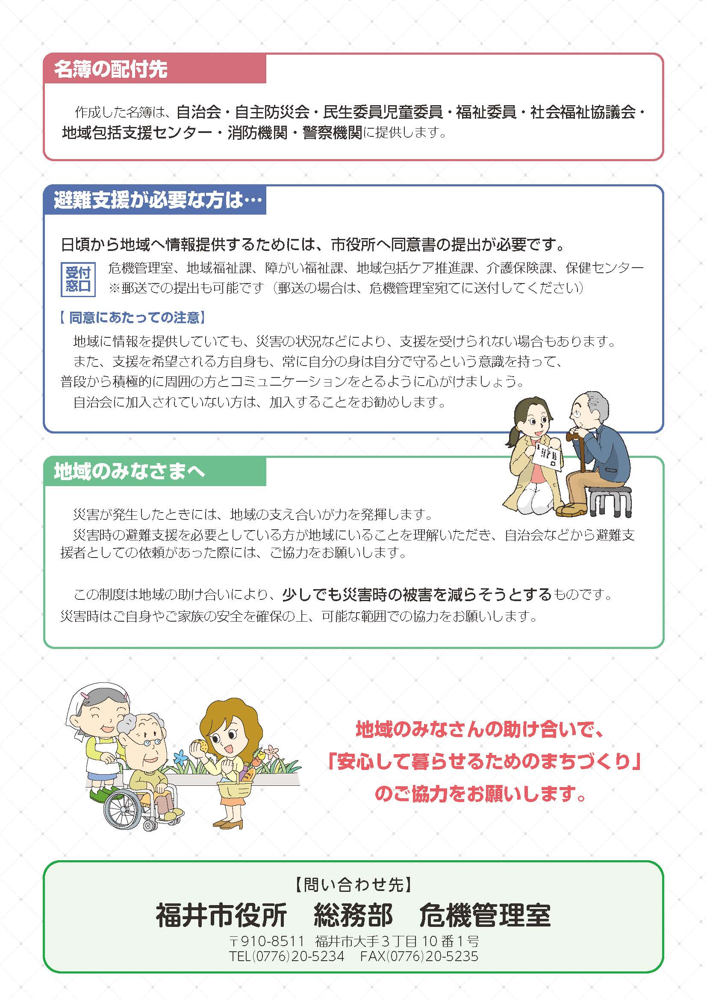 名簿の配付先
作成した名簿は、自治会・自主防災会・民生委員児童委員・福祉委員・社会福祉協議会・
地域包括支援センター・消防機関・警察機関に提供します。
避難支援が必要な方は…
日頃から地域へ情報提供するためには、市役所へ同意書の提出が必要です。
受付
窓口
危機管理室、地域福祉課、障がい福祉課、地域包括ケア推進課、介護保険課、保健センター
※郵送での提出も可能です（郵送の場合は、危機管理室宛てに送付してください）
【 同意にあたっての注意】
地域に情報を提供していても、災害の状況などにより、支援を受けられない場合もあります。
また、支援を希望される方自身も、常に自分の身は自分で守るという意識を持って、
普段から積極的に周囲の方とコミュニケーションをとるように心がけましょう。
自治会に加入されていない方は、加入することをお勧めします。
地域のみなさまへ
災害が発生したときには、地域の支え合いが力を発揮します。
災害時の避難支援を必要としている方が地域にいることを理解いただき、自治会などから避難支
援者としての依頼があった際には、ご協力をお願いします。
この制度は地域の助け合いにより、少しでも災害時の被害を減らそうとするものです。
災害時はご自身やご家族の安全を確保の上、可能な範囲での協力をお願いします。
地域のみなさんの助け合いで、
「安心して暮らせるためのまちづくり」
のご協力をお願いします。
【問い合わせ先】
福井市役所　総務部　危機管理室
〒910-8511 福井市大手３丁目 10 番１号
TEL(0776)20-5234　FAX(0776)20-5235